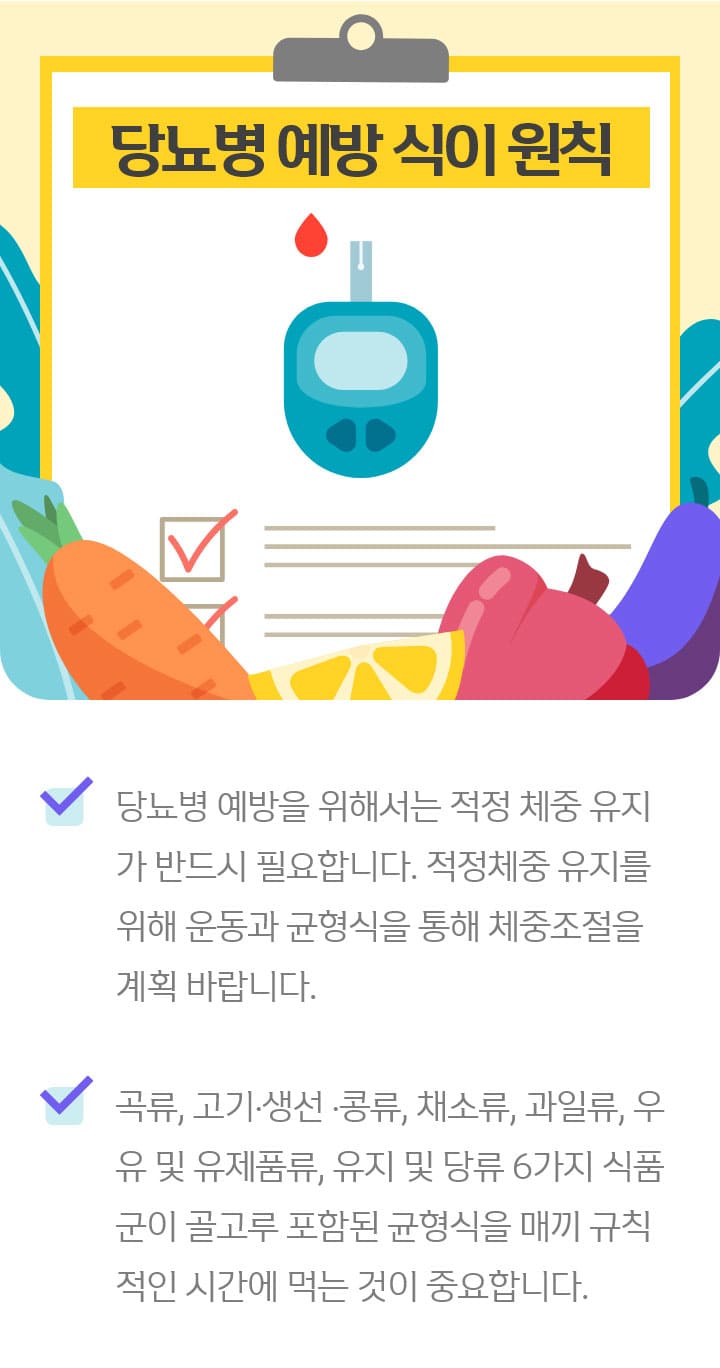 당뇨병 예방 식이 원칙
당뇨병 예방을 위해서는 적정 체중 유지
가 반드시 필요합니다. 적정체중 유지를
위해 운동과 균형식을 통해 체중조절을
계획 바랍니다.
곡류, 고기·생선 ·콩류, 채소류, 과일류, 우
유 및 유제품류, 유지 및 당류 6가지 식품
군이 골고루 포함된 균형식을 매끼 규칙
적인 시간에 먹는 것이 중요합니다.